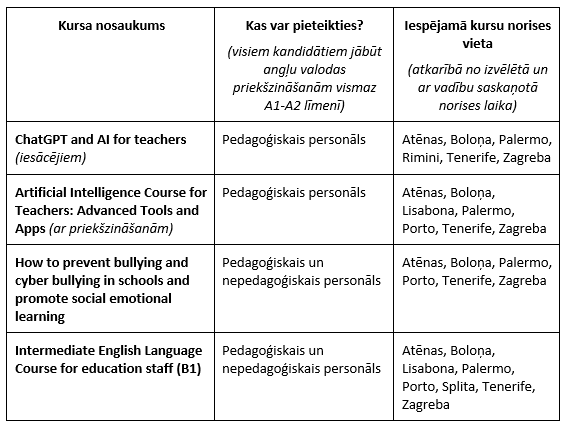 Kursa nosaukums
Kas var pieteikties?
(visiem kandidātiem jābūt
angļu valodas
priekšzināšanām vismaz
A1-A2 līmenī)
Iespējamā kursu norises
vieta
(atkarībā no izvēlētā un
ar vadību saskaņotā
norises laika)
ChatGPT and AI for teachers
(iesācējiem)
Pedagoģiskais personāls
Atēnas, Boloņa, Palermo,
Rimini, Tenerife, Zagreba
Artificial Intelligence Course for
Teachers: Advanced Tools and
Apps (ar priekšzināšanām)
Pedagoģiskais personāls
Atēnas, Boloņa,
Lisabona, Palermo,
Porto, Tenerife, Zagreba
How to prevent bullying and
cyber bullying in schools and
promote social emotional
learning
Pedagoģiskais un
nepedagoģiskais personāls
Atēnas, Boloņa, Palermo,
Porto, Tenerife, Zagreba
Intermediate English Language
Course for education staff (B1)
Pedagoģiskais un
nepedagoģiskais personāls
Atēnas, Boloņa,
Lisabona, Palermo,
Porto, Splita, Tenerife,
Zagreba